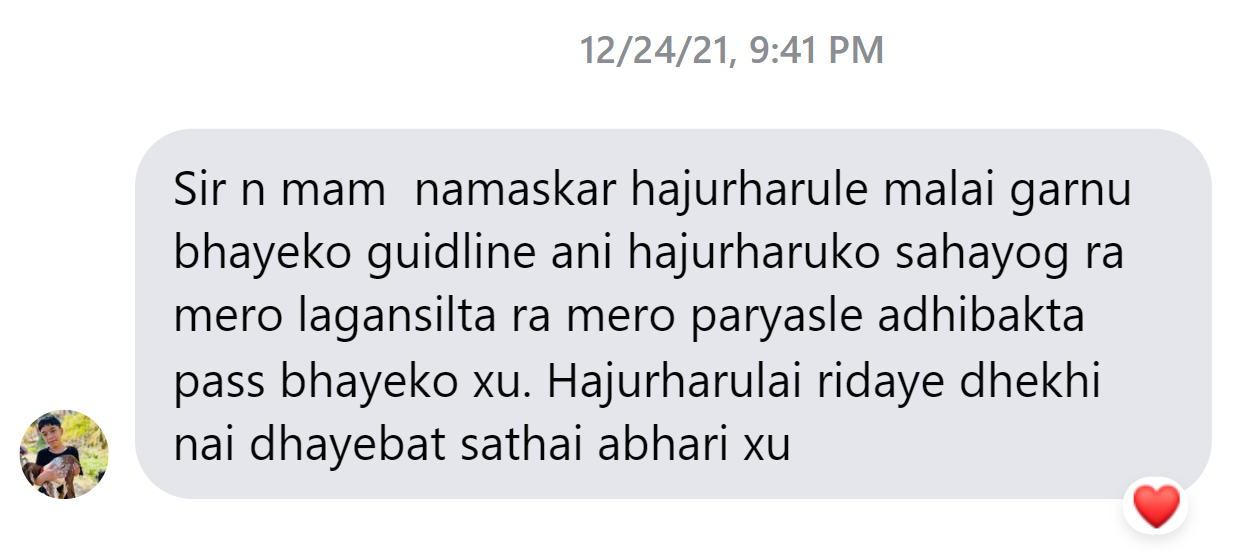 12/24/21, 9:41 PM
Sir n mam  namaskar hajurharule malai garnu
bhayeko guidline ani hajurharuko sahayog ra
mero lagansilta ra mero paryasle adhibakta
pass bhayeko xu. Hajurharulai ridaye dhekhi
nai dhayebat sathai abhari xu